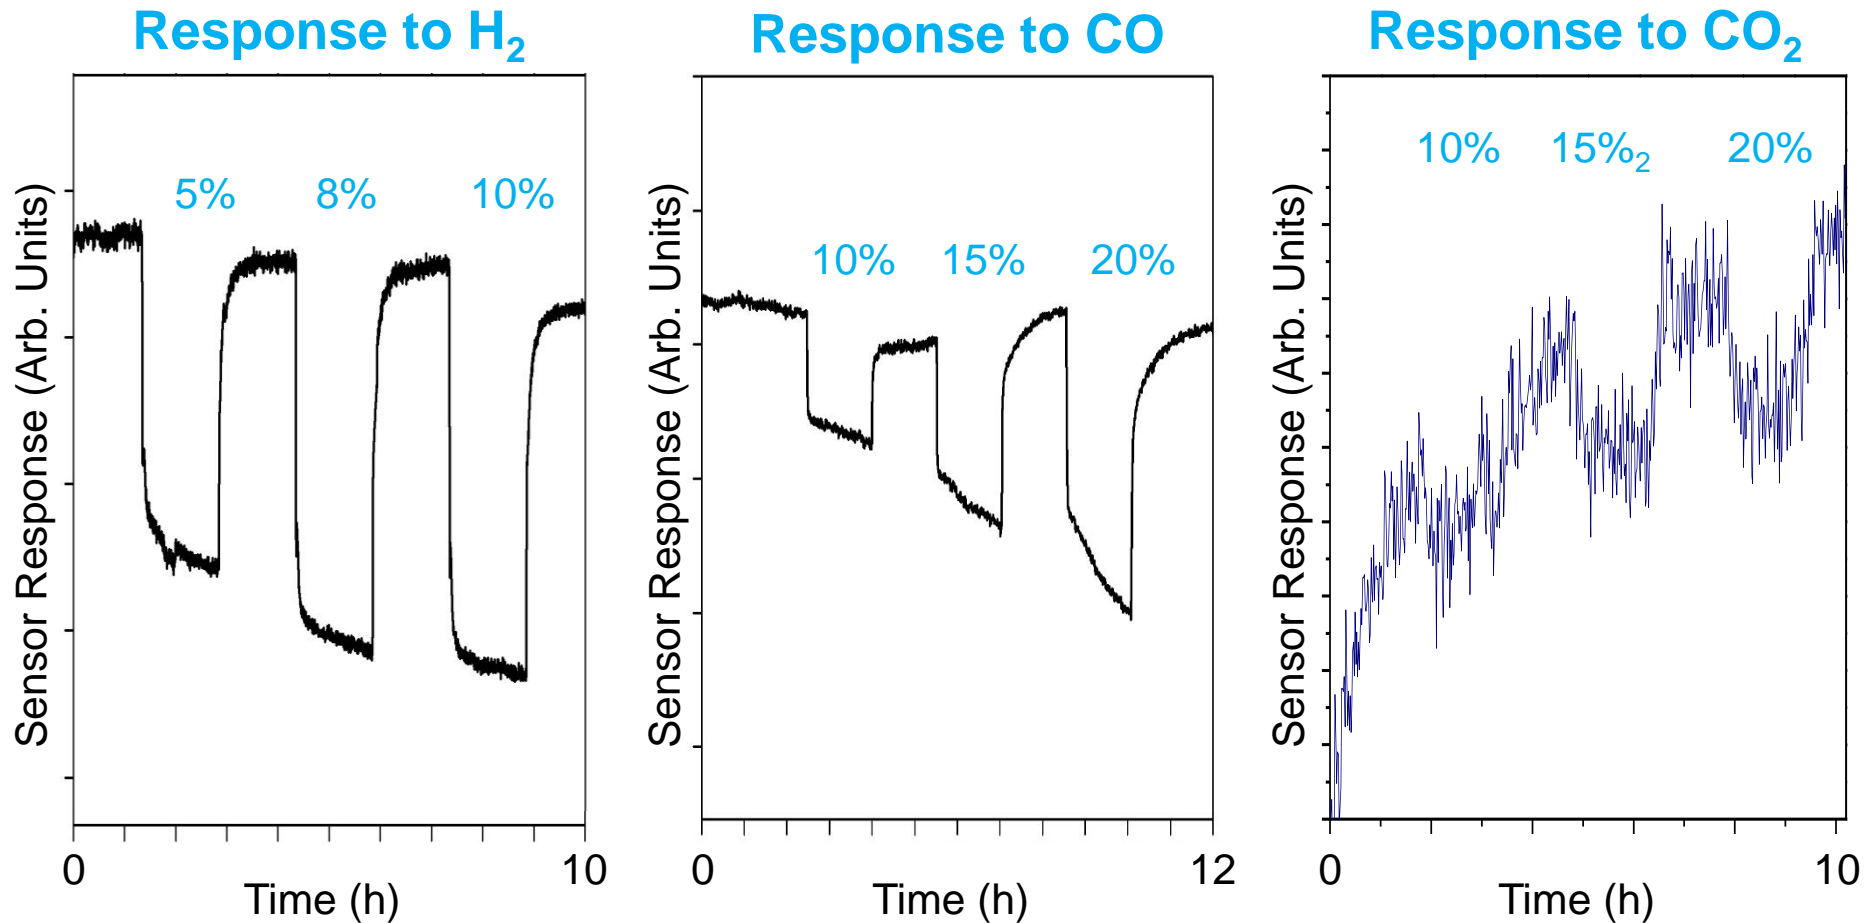 Response to H₂
5% 8% 10%
Sensor Response (Arb. Units)
0 10
Time (h)
Response to CO
10% 15% 20%
Sensor Response (Arb. Units)
0 12
Time (h)
Response to CO₂
10% 15%₂ 20%
Sensor Response (Arb. Units)
0 10
Time (h)